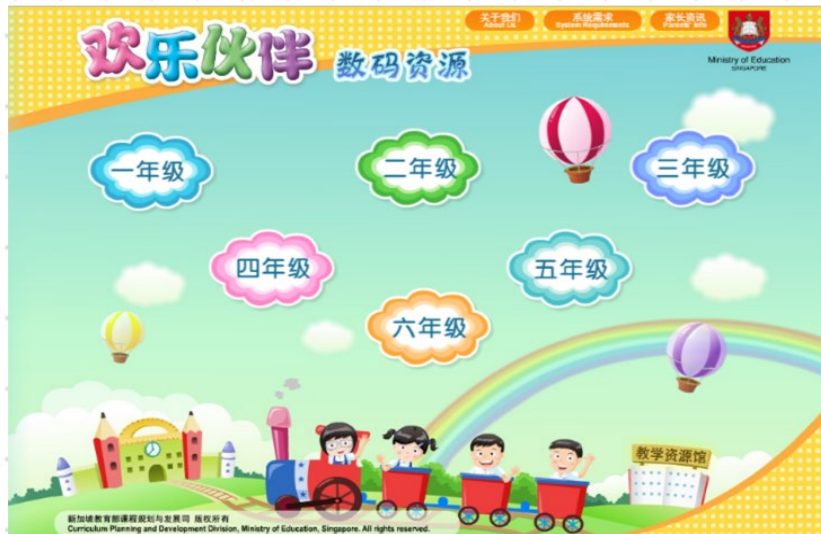 欢乐伙伴 数码资源
关于我们
About Us
系统需求
System Requirements
家长资讯
Parents' Info
Ministry of Education
SINGAPORE
一年级
二年级
三年级
四年级
五年级
六年级
教学资源馆
新加坡教育部课程规划与发展司 版权所有
Curriculum Planning and Development Division, Ministry of Education, Singapore. All rights reserved.